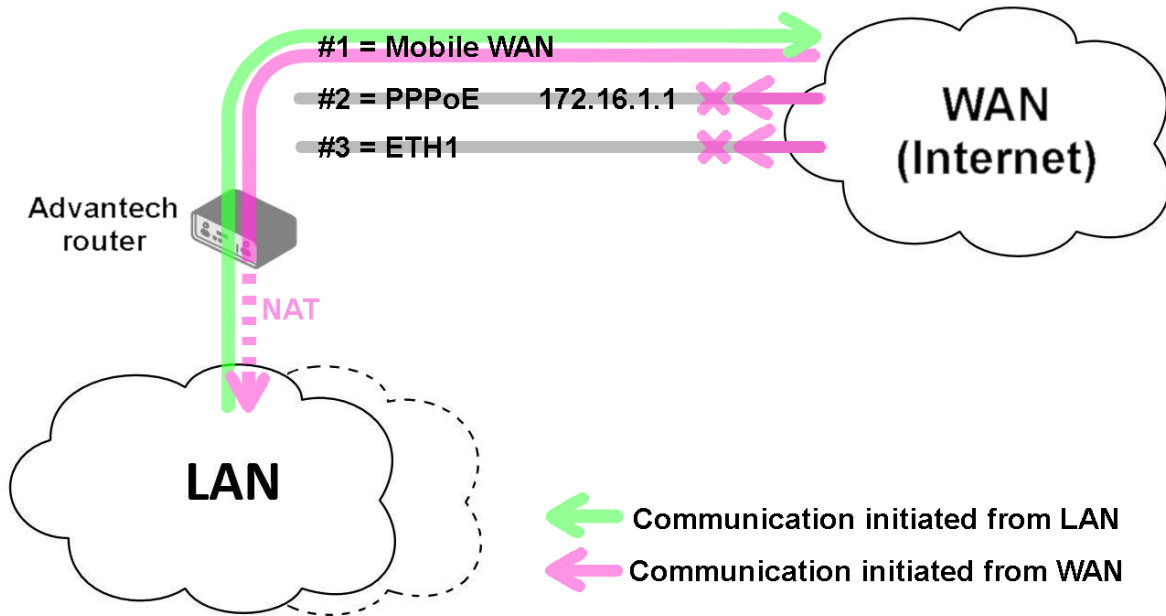 #1 = Mobile WAN
#2 = PPPoE 172.16.1.1
#3 = ETH1
WAN
(Internet)
Advantech
router
NAT
LAN
Communication initiated from LAN
Communication initiated from WAN